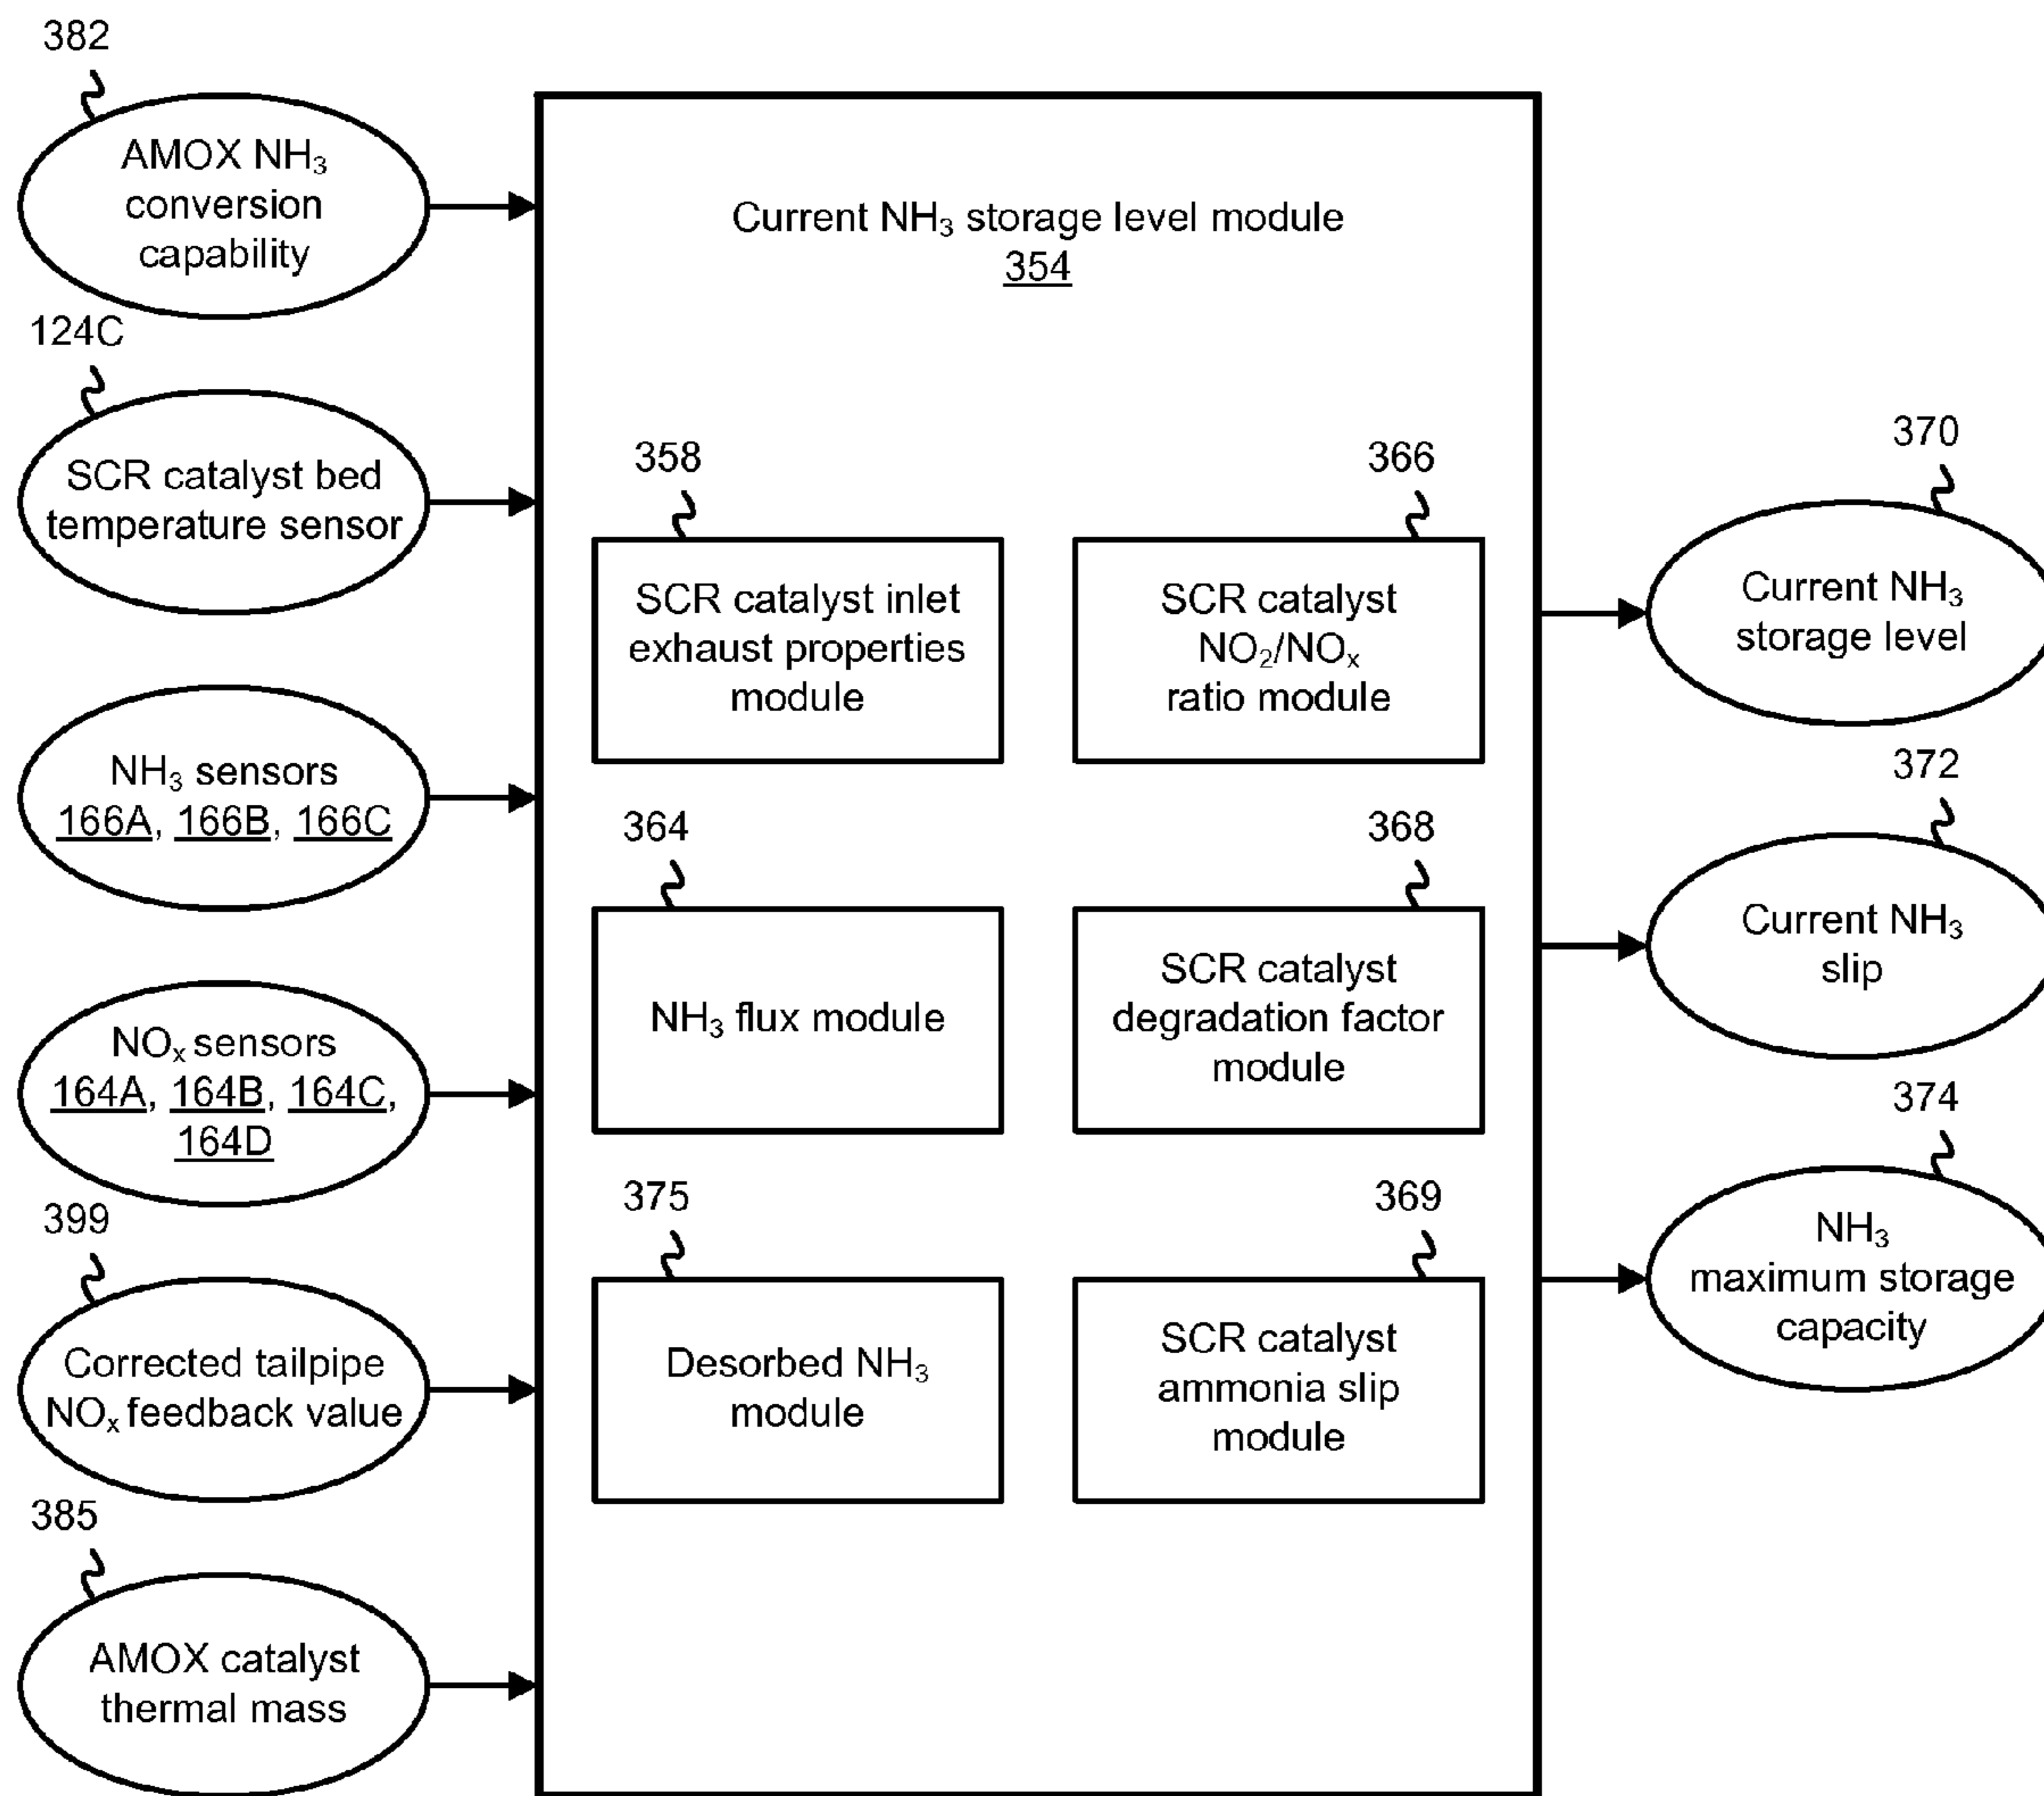 382
AMOX NH₃
conversion
capability
124C
SCR catalyst bed
temperature sensor
NH₃ sensors
166A, 166B, 166C
NOₓ sensors
164A, 164B, 164C,
164D
399
Corrected tailpipe
NOₓ feedback value
385
AMOX catalyst
thermal mass
Current NH₃ storage level module
354
358
SCR catalyst inlet
exhaust properties
module
366
SCR catalyst
NO₂/NOₓ
ratio module
364
NH₃ flux module
368
SCR catalyst
degradation factor
module
375
Desorbed NH₃
module
369
SCR catalyst
ammonia slip
module
370
Current NH₃
storage level
372
Current NH₃
slip
374
NH₃
maximum storage
capacity